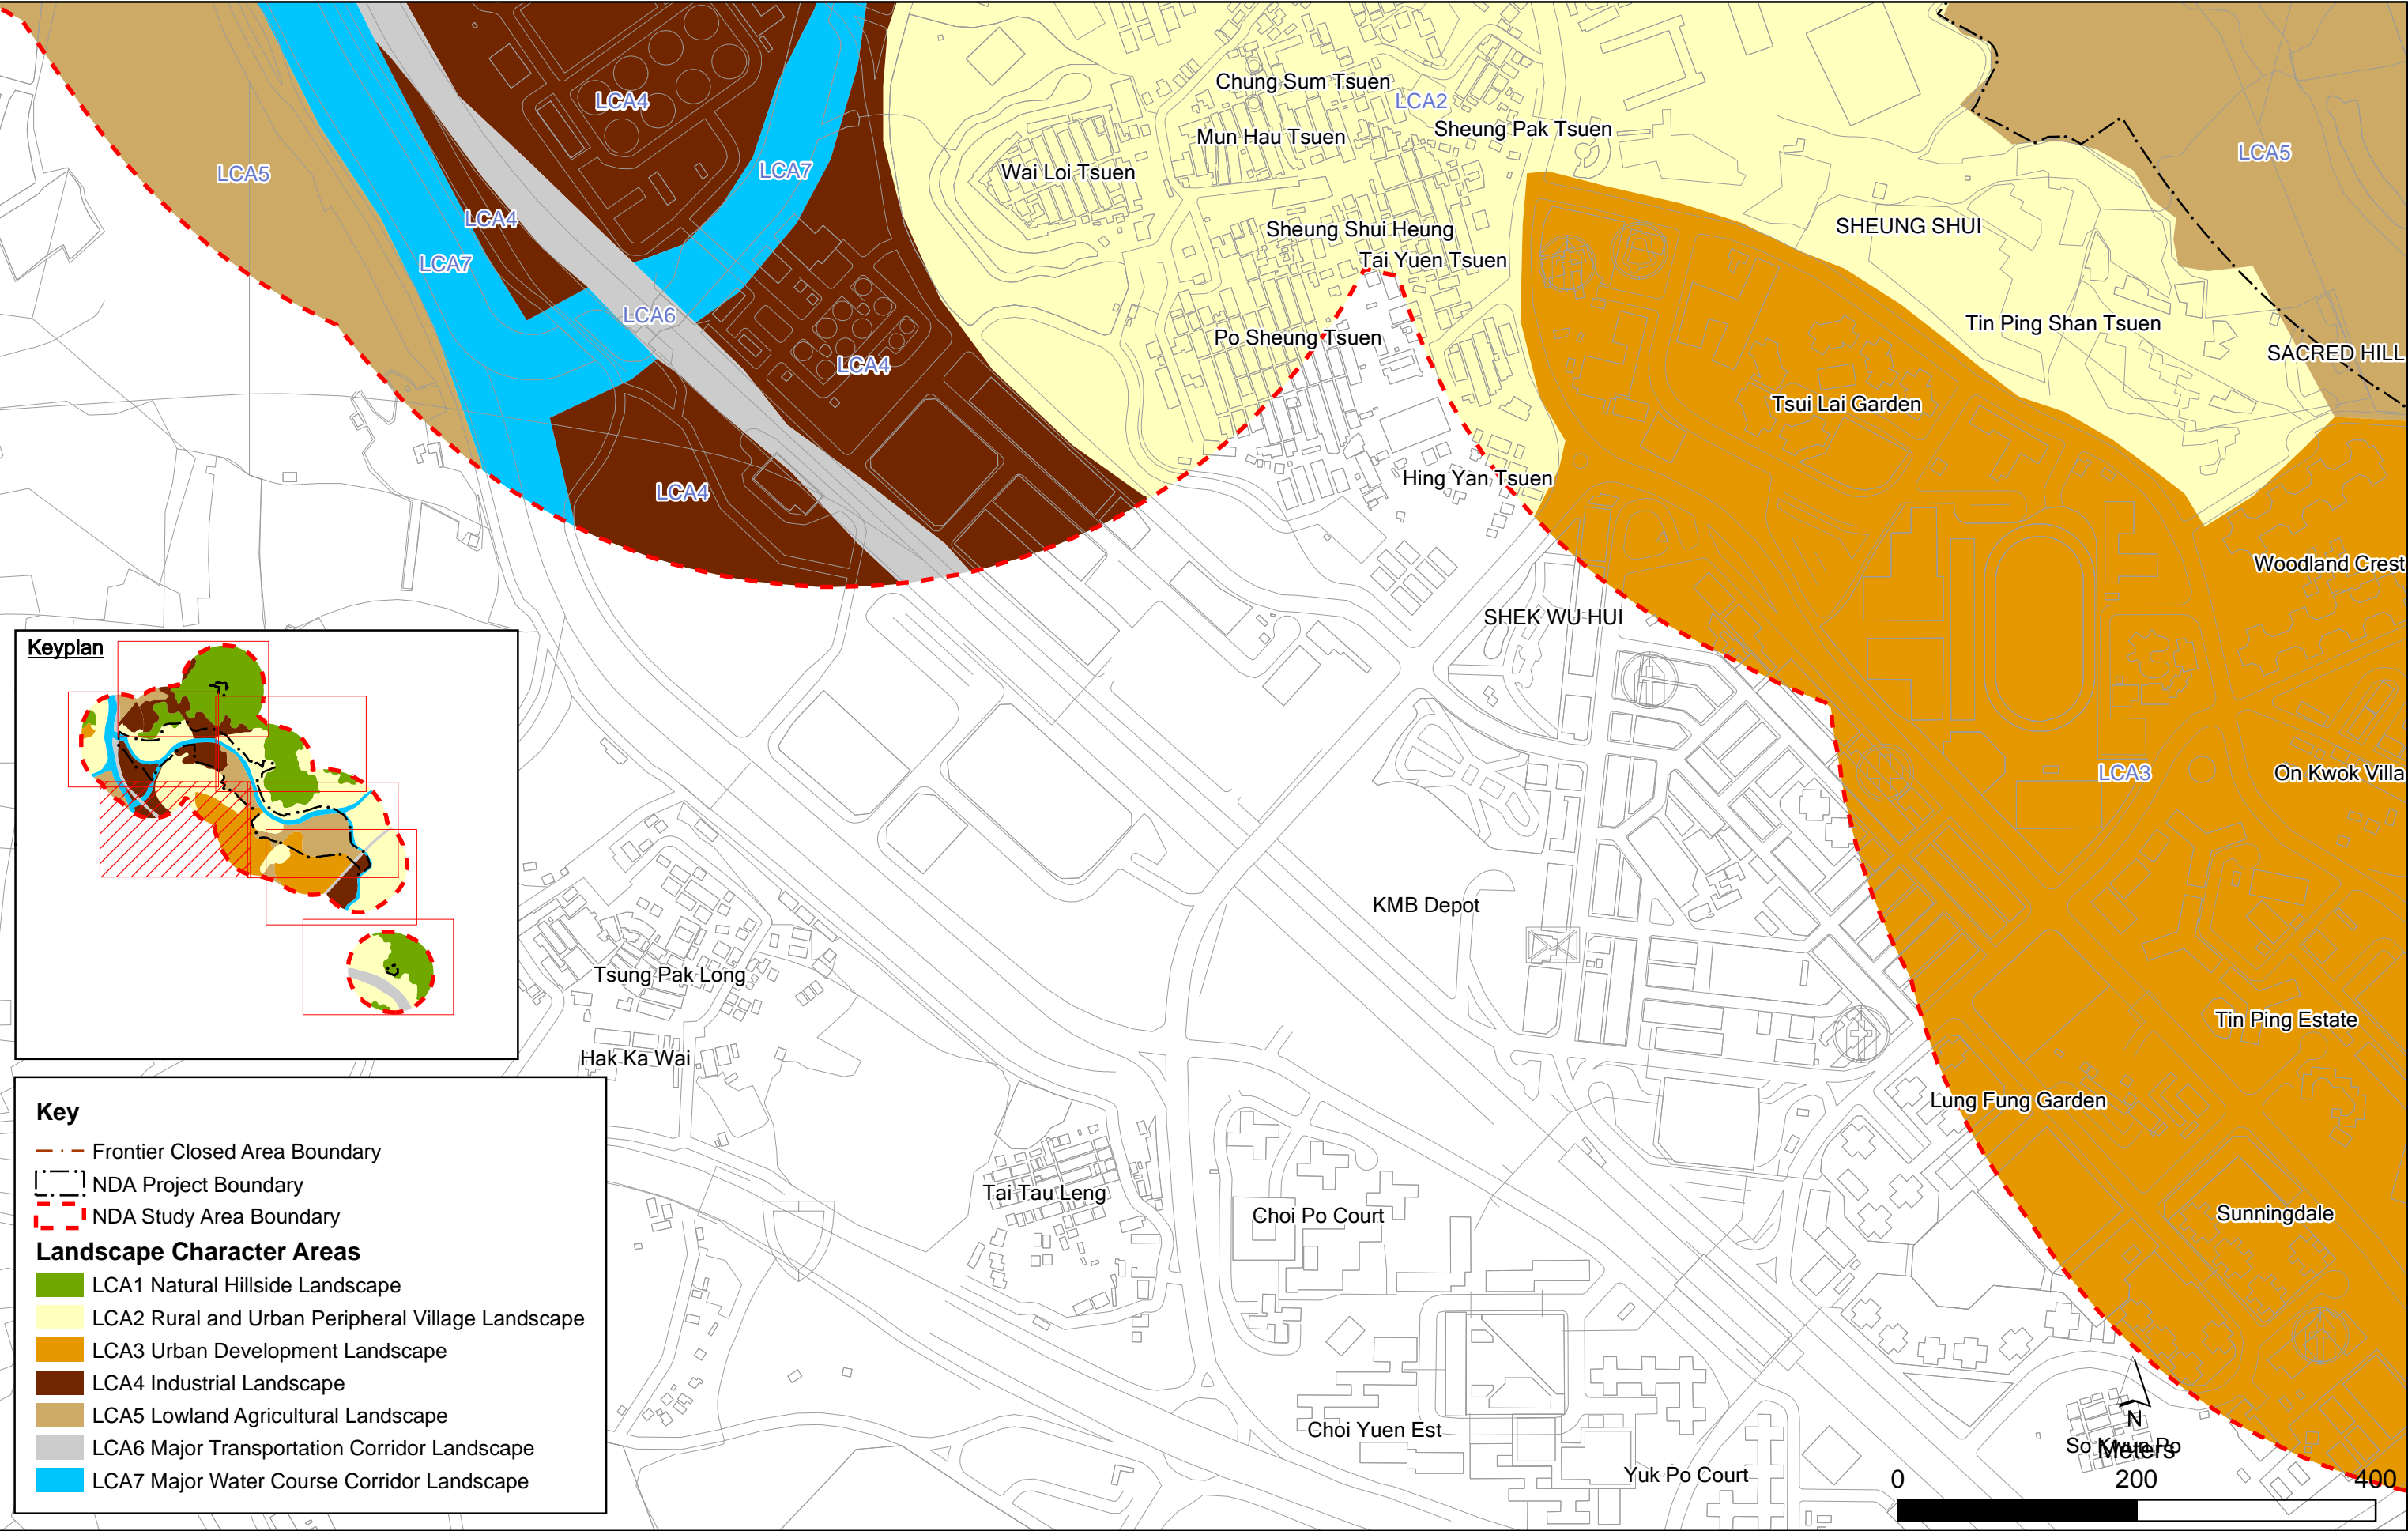 Chung Sum Tsuen
LCA4
LCA2
Mun Hau Tsuen
Sheung Pak Tsuen
LCA5
LCA5
Wai Loi Tsuen
LCA7
LCA4
SHEUNG SHUI
Sheung Shui Heung
Tai Yuen Tsuen
LCA7
LCA6
Tin Ping Shan Tsuen
Po Sheung Tsuen
SACRED HILL
LCA4
Tsui Lai Garden
LCA4
Hing Yan Tsuen
Woodland Crest
SHEK WU HUI
LCA3
On Kwok Villa
KMB Depot
Tsung Pak Long
Tin Ping Estate
Hak Ka Wai
Lung Fung Garden
Tai Tau Leng
Choi Po Court
Sunningdale
Choi Yuen Est
Yuk Po Court
So Kwun Po
N
Meters
0 200 400
Keyplan
Key
Frontier Closed Area Boundary
NDA Project Boundary
NDA Study Area Boundary
Landscape Character Areas
LCA1 Natural Hillside Landscape
LCA2 Rural and Urban Peripheral Village Landscape
LCA3 Urban Development Landscape
LCA4 Industrial Landscape
LCA5 Lowland Agricultural Landscape
LCA6 Major Transportation Corridor Landscape
LCA7 Major Water Course Corridor Landscape